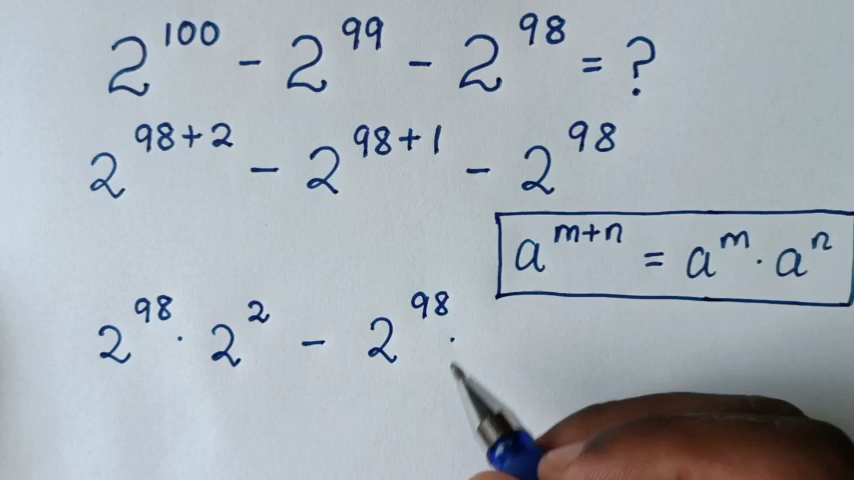 2^100 - 2^99 - 2^98 = ?
2^98+2 - 2^98+1 - 2^98
a^m+n = a^m · a^n
2^98 · 2^2 - 2^98 ·